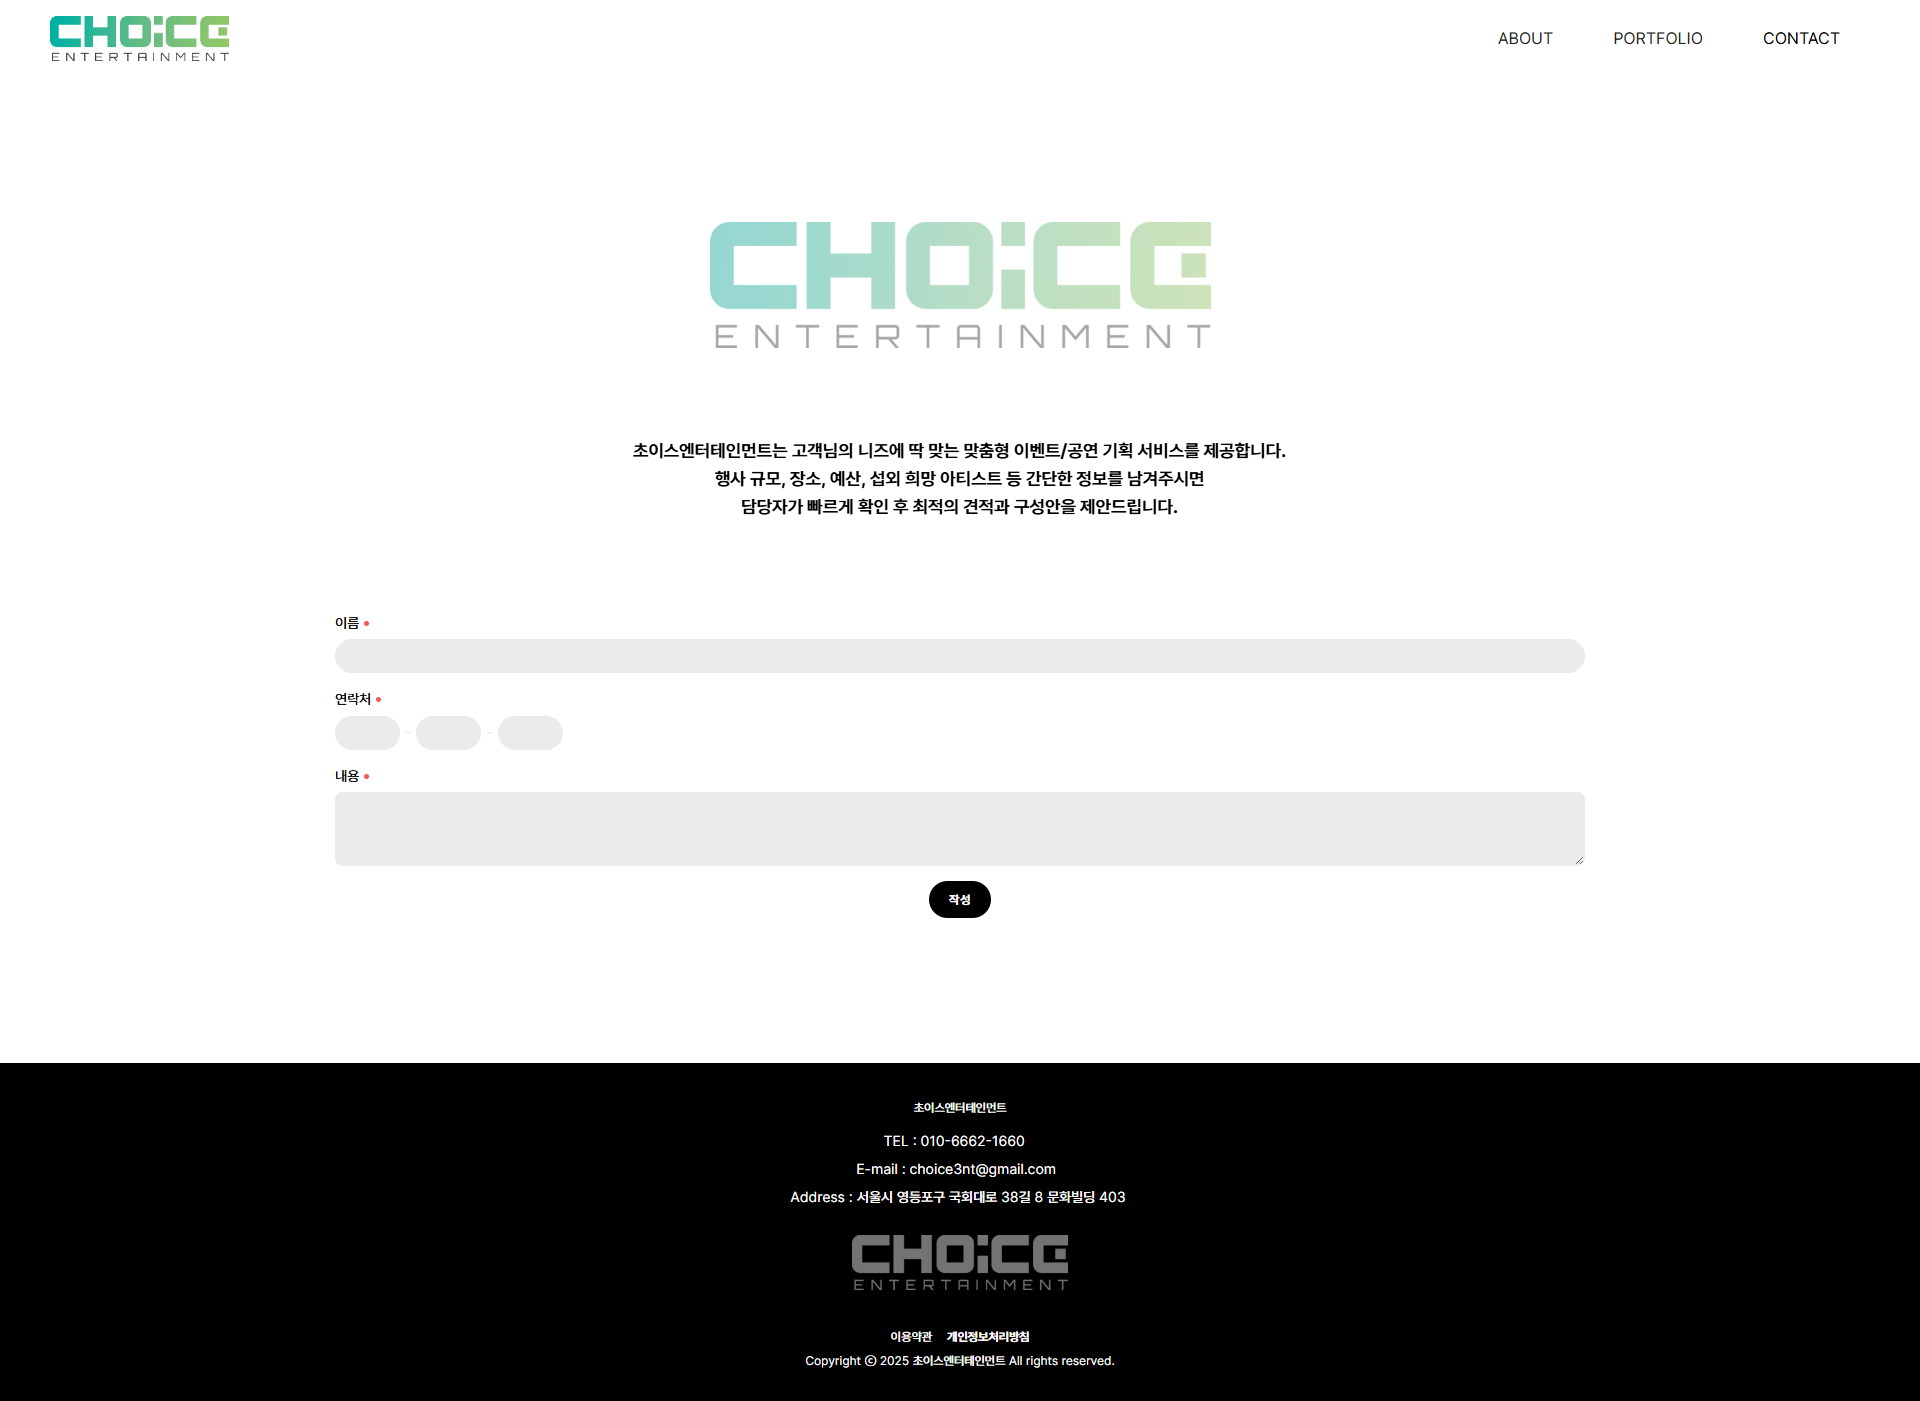 CHOiCE
ENTERTAINMENT
ABOUT
PORTFOLIO
CONTACT
CHOiCE
ENTERTAINMENT
초이스엔터테인먼트는 고객님의 니즈에 딱 맞는 맞춤형 이벤트/공연 기획 서비스를 제공합니다.
행사 규모, 장소, 예산, 섭외 희망 아티스트 등 간단한 정보를 남겨주시면
담당자가 빠르게 확인 후 최적의 견적과 구성안을 제안드립니다.
이름
연락처
- -
내용
작성
초이스엔터테인먼트
TEL : 010-6662-1660
E-mail : choice3nt@gmail.com
Address : 서울시 영등포구 국회대로 38길 8 문화빌딩 403
CHOiCE
ENTERTAINMENT
이용약관 개인정보처리방침
Copyright ⓒ 2025 초이스엔터테인먼트 All rights reserved.